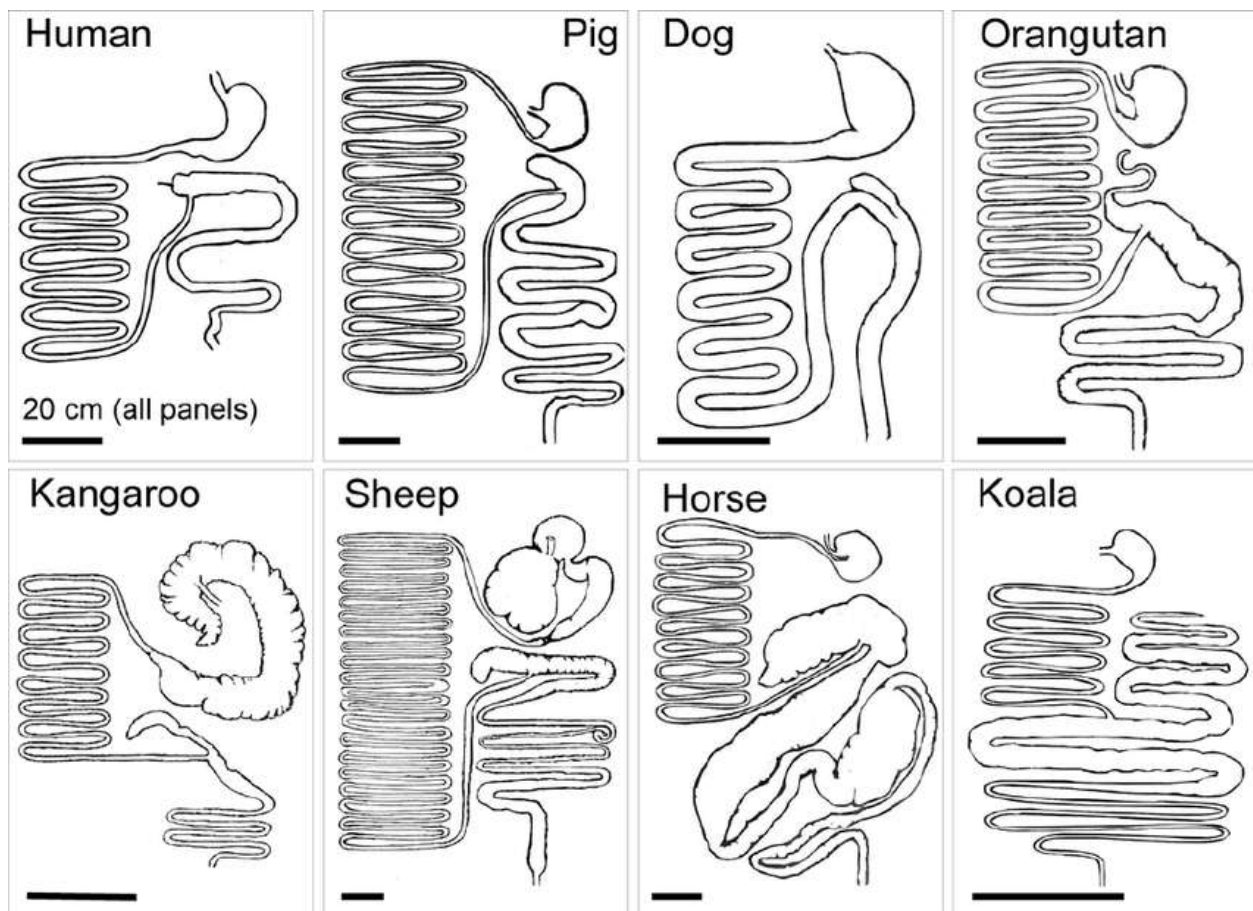 Human
Pig
Dog
Orangutan
20 cm (all panels)
Kangaroo
Sheep
Horse
Koala